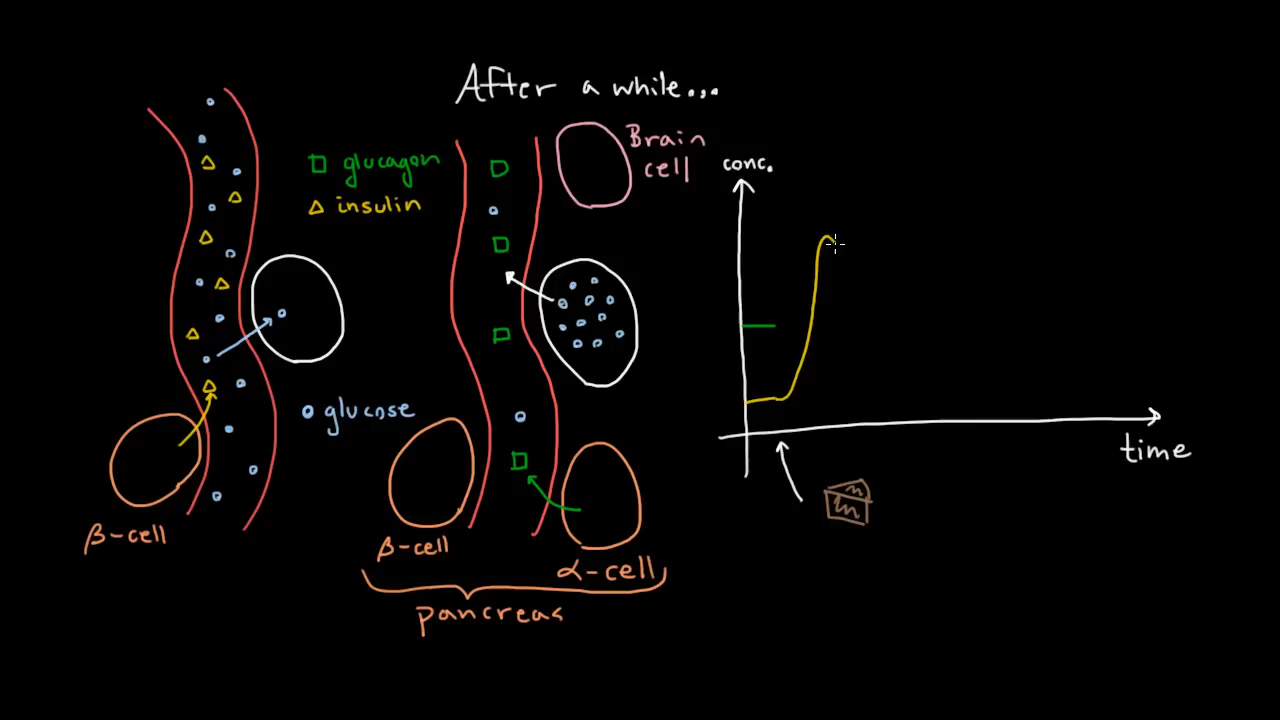 After a while...
glucagon
insulin
glucose
β-cell
Brain
cell
β-cell
α-cell
pancreas
conc.
time